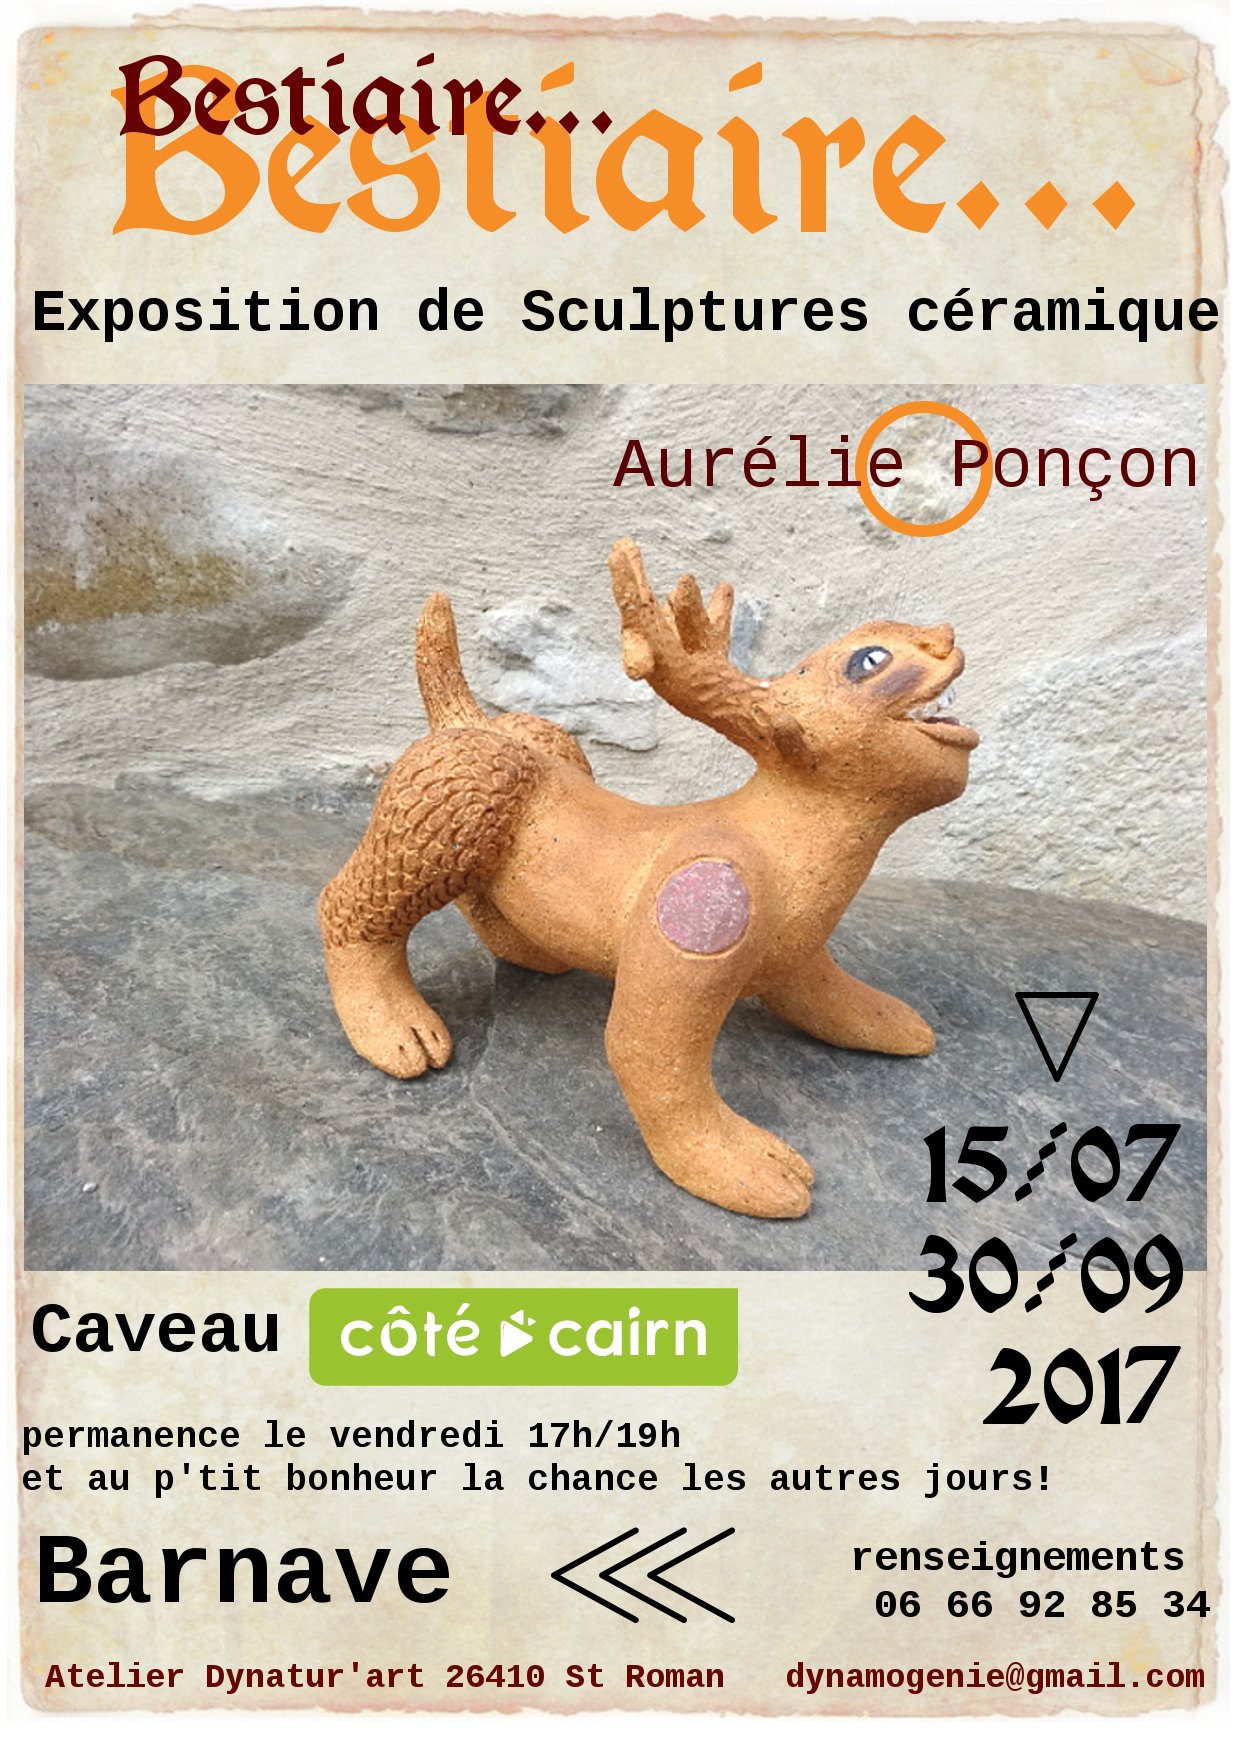 Bestiaire...
Bestiaire...
Exposition de Sculptures céramique
Aurélie Ponçon
15/07
30/09
2017
Caveau côté cairn
permanence le vendredi 17h/19h
et au p'tit bonheur la chance les autres jours!
Barnave
renseignements
06 66 92 85 34
Atelier Dynatur'art 26410 St Roman dynamogenie@gmail.com